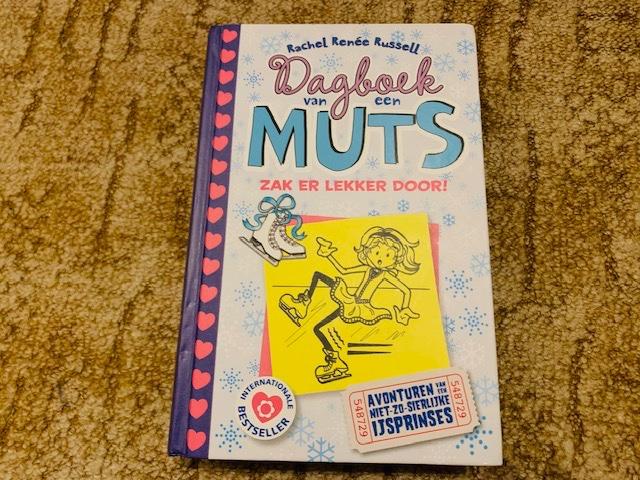 Rachel Renée Russell
Dagboek
van een
MUTS
ZAK ER LEKKER DOOR!
INTERNATIONALE
BESTSELLER
548729
AVONTUREN VAN EEN
NIET-ZO-SIERLIJKE
IJSPRINSES
548729